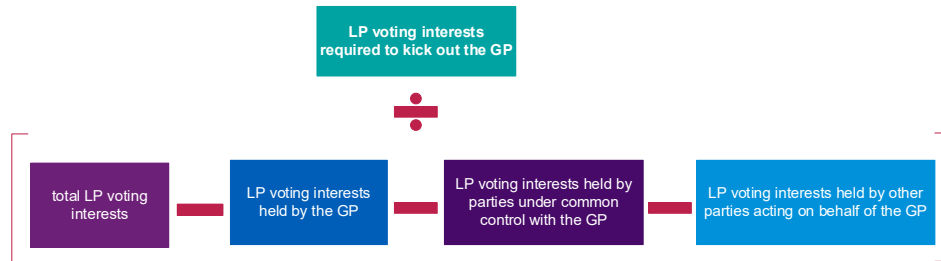 LP voting interests
required to kick out the GP
total LP voting
interests
LP voting interests
held by the GP
LP voting interests held by
parties under common
control with the GP
LP voting interests held by other
parties acting on behalf of the GP